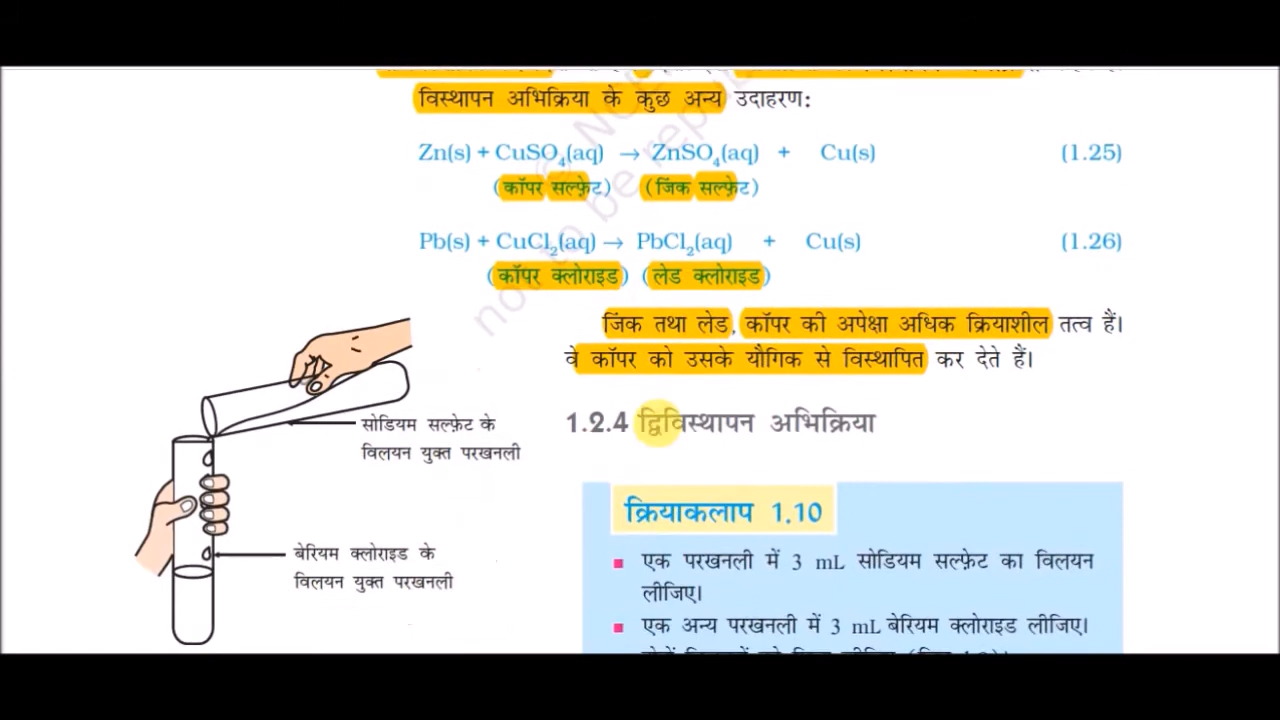 विस्थापन अभिक्रिया के कुछ अन्य उदाहरण:
Zn(s) + CuSO₄(aq) → ZnSO₄(aq) + Cu(s) (1.25)
(कॉपर सल्फ़ेट) (जिंक सल्फ़ेट)
Pb(s) + CuCl₂(aq) → PbCl₂(aq) + Cu(s) (1.26)
(कॉपर क्लोराइड) (लेड क्लोराइड)
जिंक तथा लेड, कॉपर की अपेक्षा अधिक क्रियाशील तत्व हैं।
वे कॉपर को उसके यौगिक से विस्थापित कर देते हैं।
सोडियम सल्फ़ेट के
विलयन युक्त परखनली
बेरियम क्लोराइड के
विलयन युक्त परखनली
1.2.4 द्विविस्थापन अभिक्रिया
क्रियाकलाप 1.10
▪ एक परखनली में 3 mL सोडियम सल्फ़ेट का विलयन
लीजिए।
▪ एक अन्य परखनली में 3 mL बेरियम क्लोराइड लीजिए।
not to be